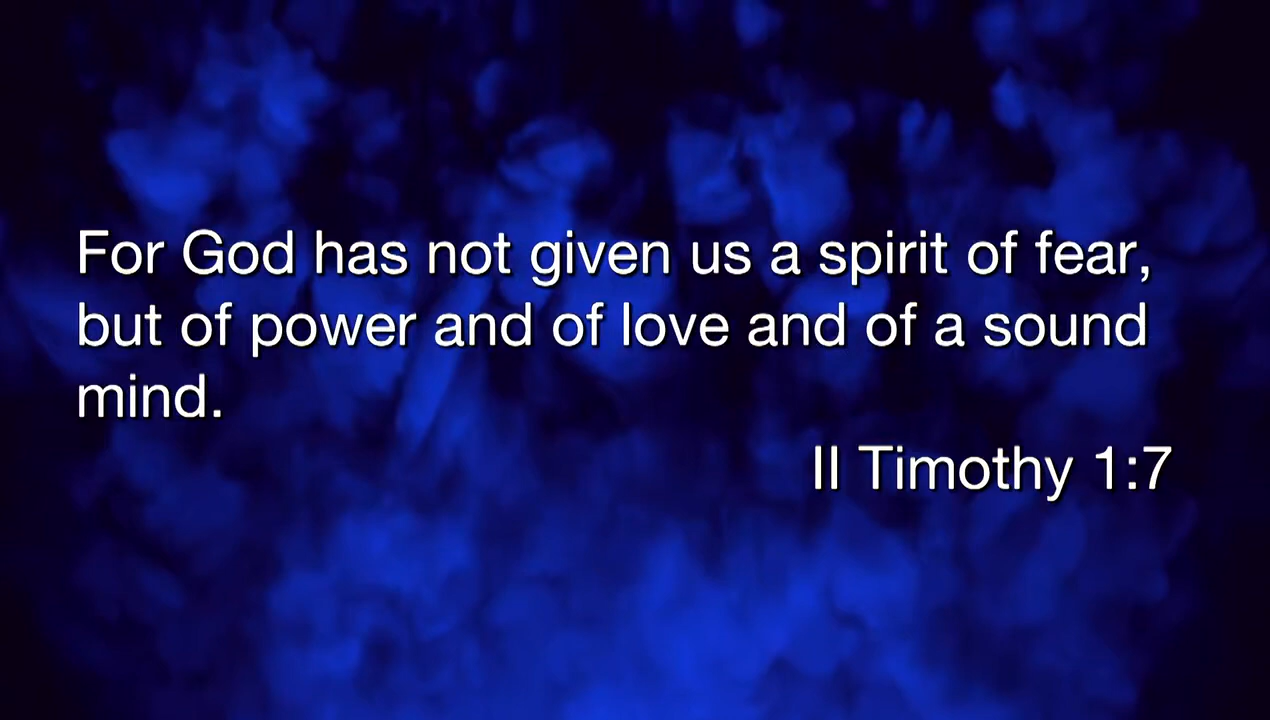 For God has not given us a spirit of fear,
but of power and of love and of a sound
mind.
II Timothy 1:7